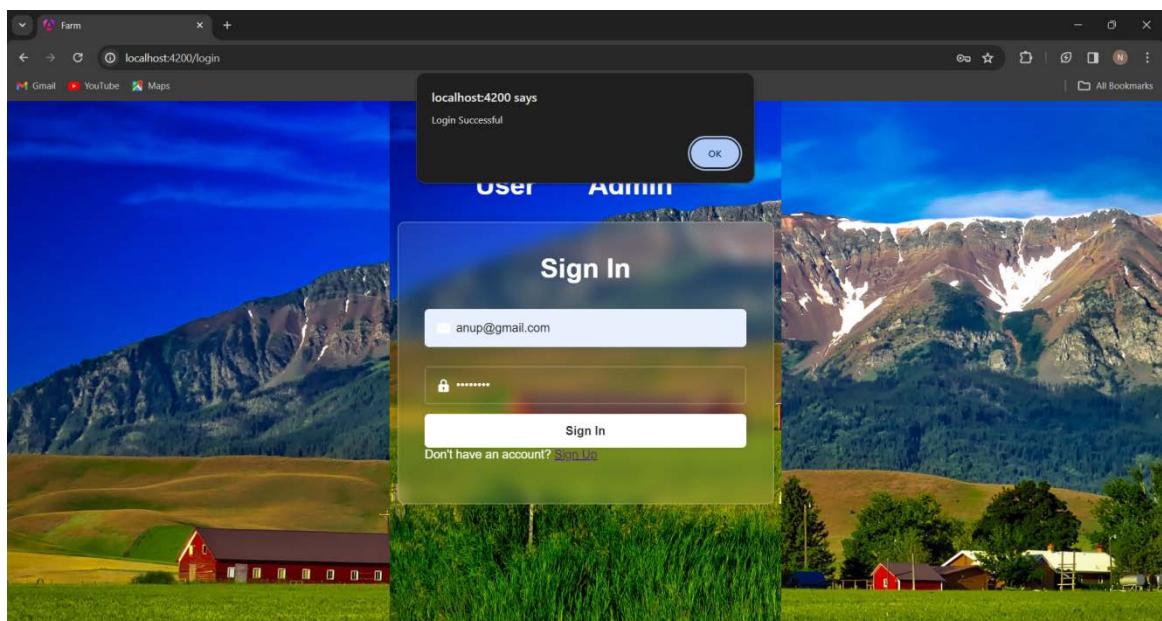 Farm
localhost:4200/login
Gmail YouTube Maps All Bookmarks
localhost:4200 says
Login Successful
OK
User Admin
Sign In
anup@gmail.com
••••••••
Sign In
Don't have an account? Sign Up